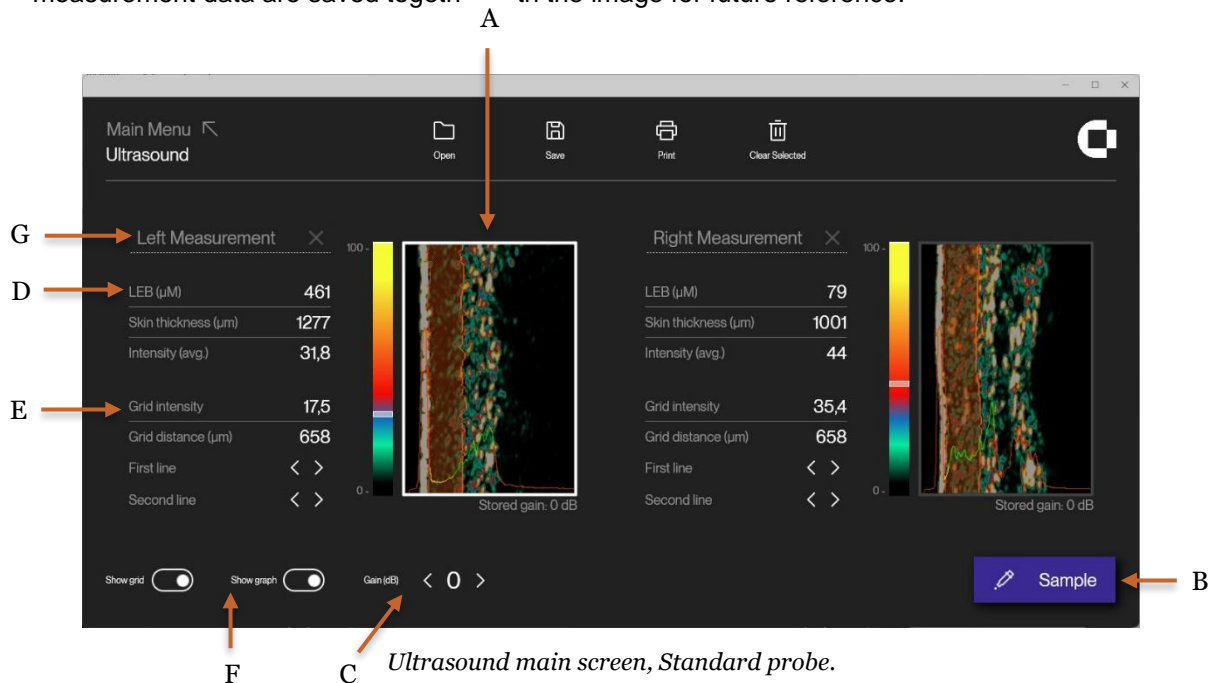 measurement data are saved togeth th the image for future reference.
A
Main Menu
Ultrasound
Open Save Print Clear Selected
G
Left Measurement
100 -
Right Measurement
100 -
D
LEB (μM) 461
LEB (μM) 79
Skin thickness (μm) 1277
Skin thickness (μm) 1001
Intensity (avg.) 31,8
Intensity (avg.) 44
E
Grid intensity 17,5
Grid intensity 35,4
Grid distance (μm) 658
Grid distance (μm) 658
First line < >
First line < >
Second line < >
0 -
Second line < >
0 -
Stored gain: 0 dB
Stored gain: 0 dB
Show grid
Show graph
Gain (dB) < 0 >
Sample
B
F
C
Ultrasound main screen, Standard probe.